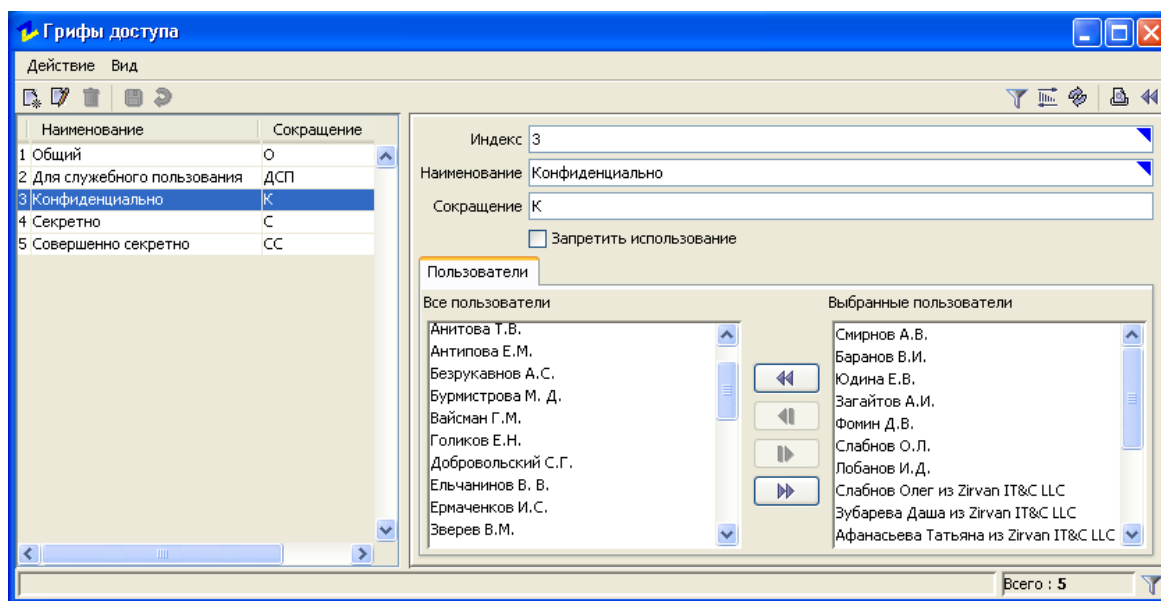 Грифы доступа
Действие Вид
Наименование Сокращение
1 Общий О
2 Для служебного пользования ДСП
3 Конфиденциально К
4 Секретно С
5 Совершенно секретно СС
Индекс 3
Наименование Конфиденциально
Сокращение К
Запретить использование
Пользователи
Все пользователи
Анитова Т.В.
Антипова Е.М.
Безрукавнов А.С.
Бурмистрова М. Д.
Вайсман Г.М.
Голиков Е.Н.
Добровольский С.Г.
Ельчанинов В. В.
Ермаченков И.С.
Зверев В.М.
Выбранные пользователи
Смирнов А.В.
Баранов В.И.
Юдина Е.В.
Загайтов А.И.
Фомин Д.В.
Слабнов О.Л.
Лобанов И.Д.
Слабнов Олег из Zirvan IT&C LLC
Зубарева Даша из Zirvan IT&C LLC
Афанасьева Татьяна из Zirvan IT&C LLC
Всего : 5